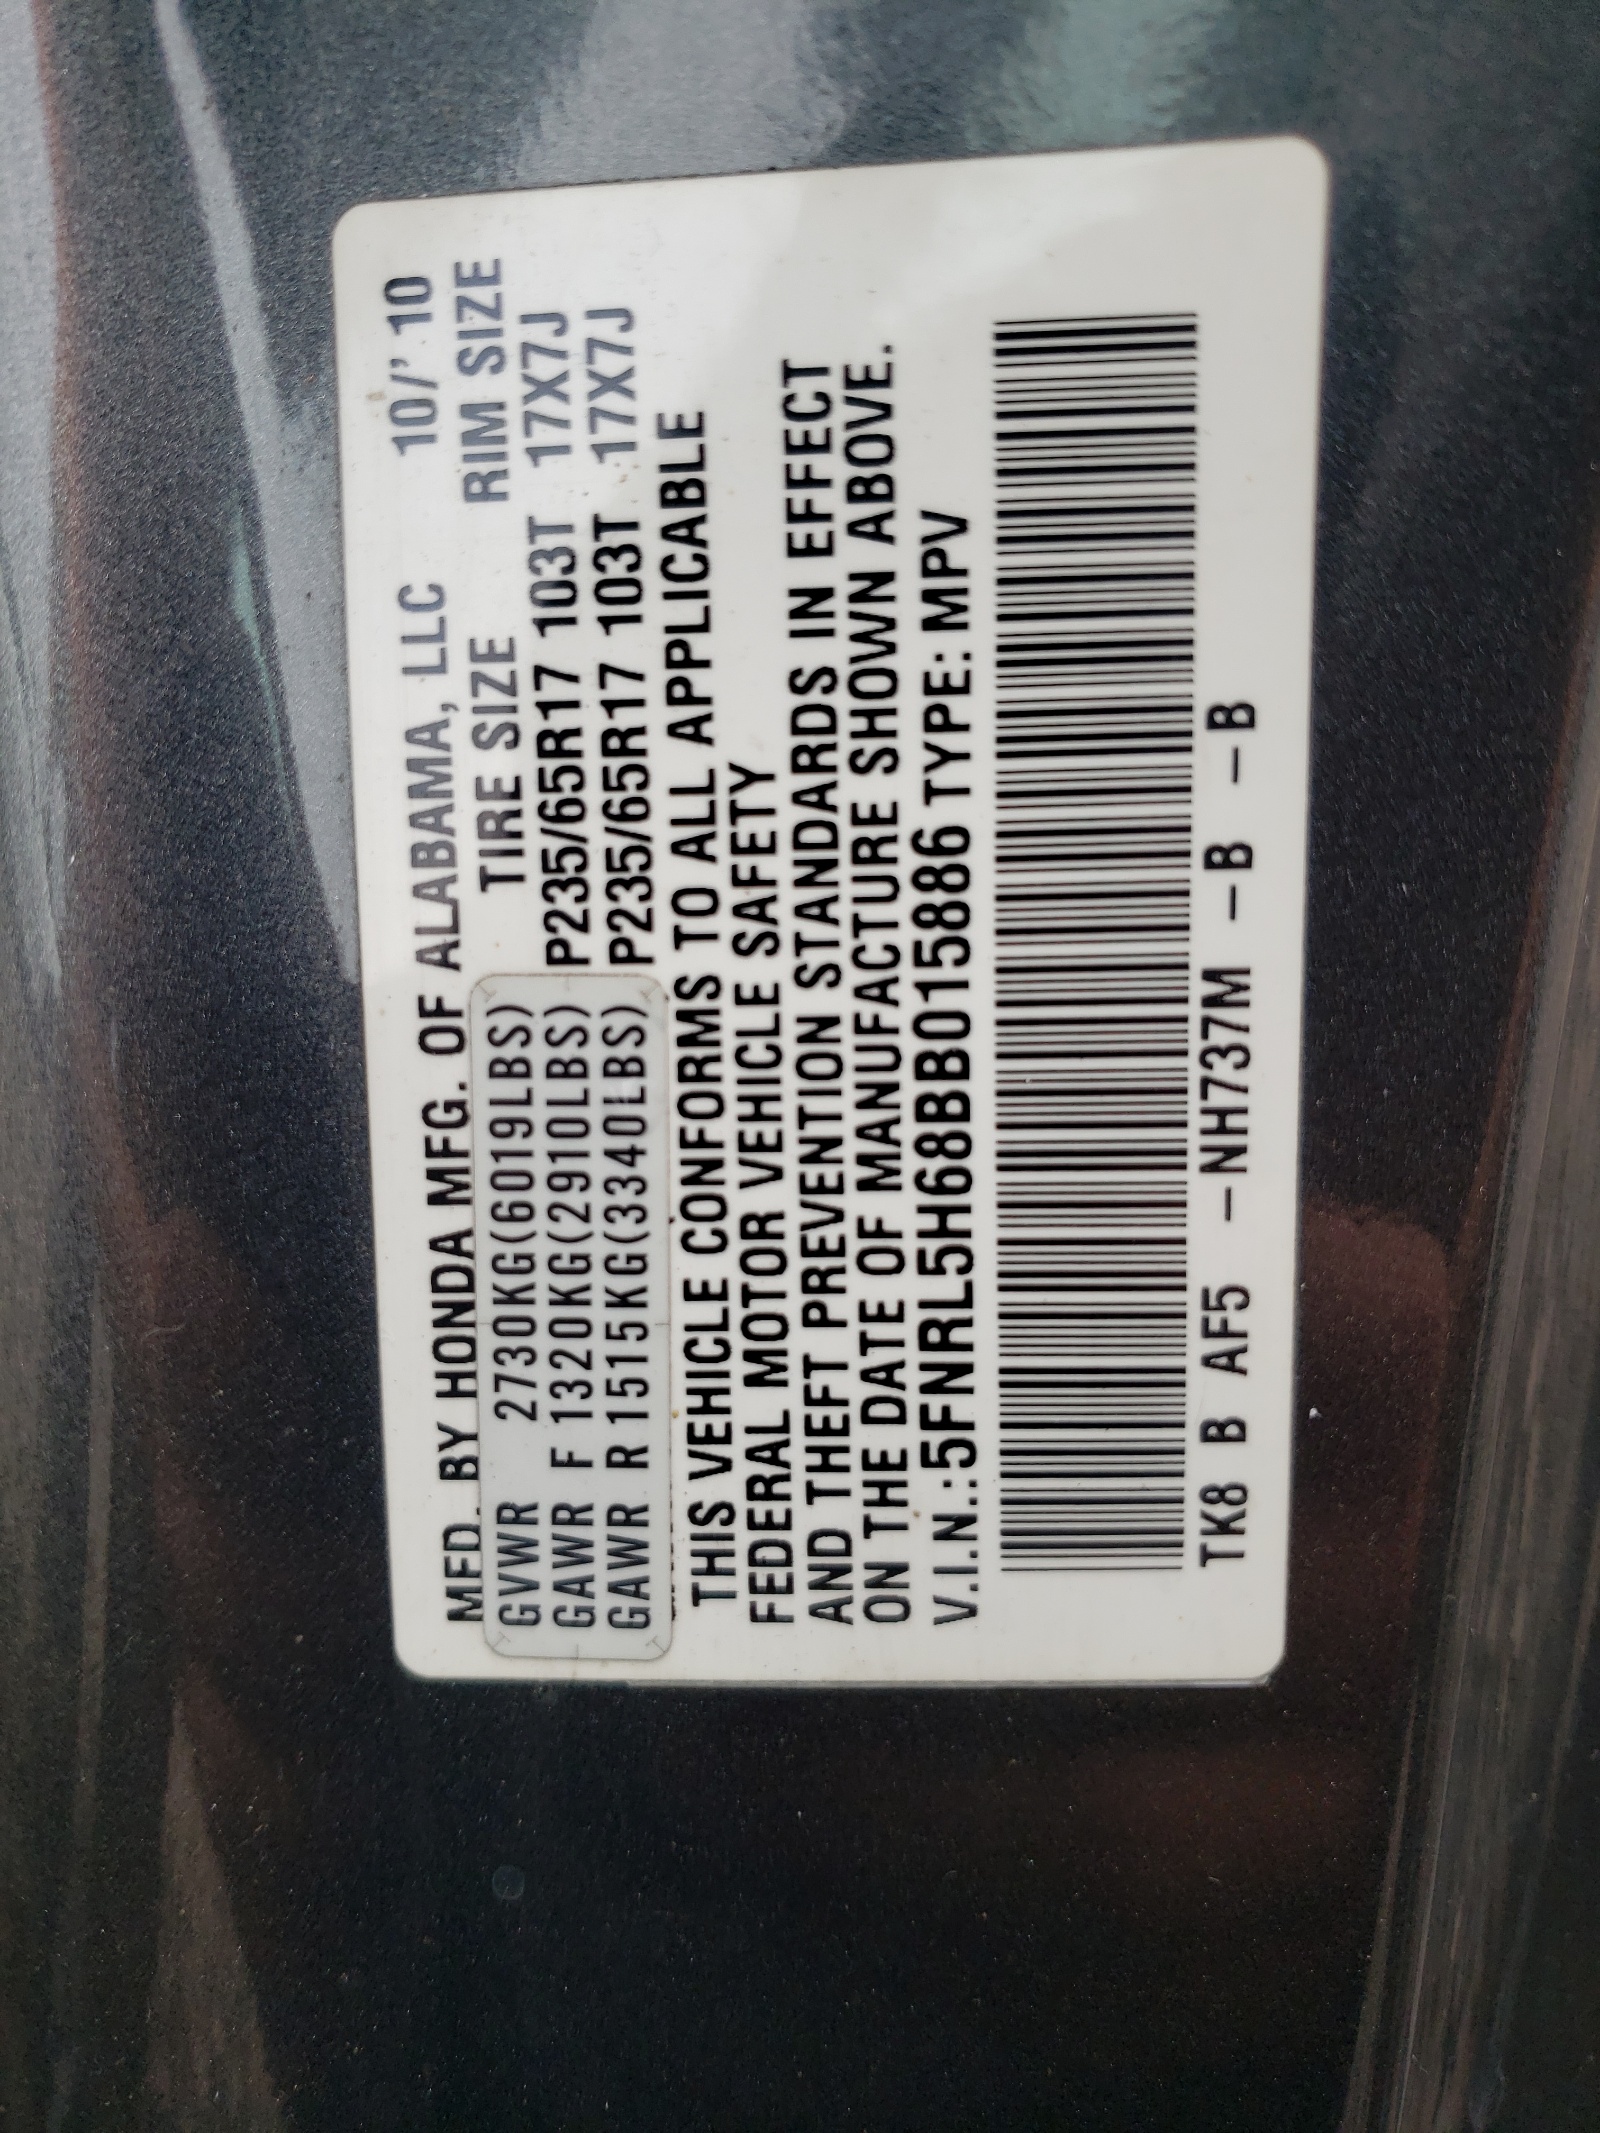 MFD. BY HONDA MFG. OF ALABAMA, LLC 10/'10
TIRE SIZE RIM SIZE
GVWR 2730KG(6019LBS)
GAWR F 1320KG(2910LBS) P235/65R17 103T 17X7J
GAWR R 1515KG(3340LBS) P235/65R17 103T 17X7J
THIS VEHICLE CONFORMS TO ALL APPLICABLE
FEDERAL MOTOR VEHICLE SAFETY
AND THEFT PREVENTION STANDARDS IN EFFECT
ON THE DATE OF MANUFACTURE SHOWN ABOVE.
V.I.N.:5FNRL5H68BB015886 TYPE: MPV
TK8 B AF5 -NH737M -B -B